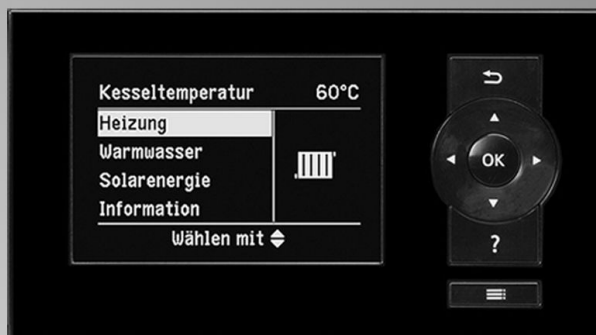 Kesseltemperatur 60°C
Heizung
Warmwasser
Solarenergie
Information
Wählen mit
OK
?